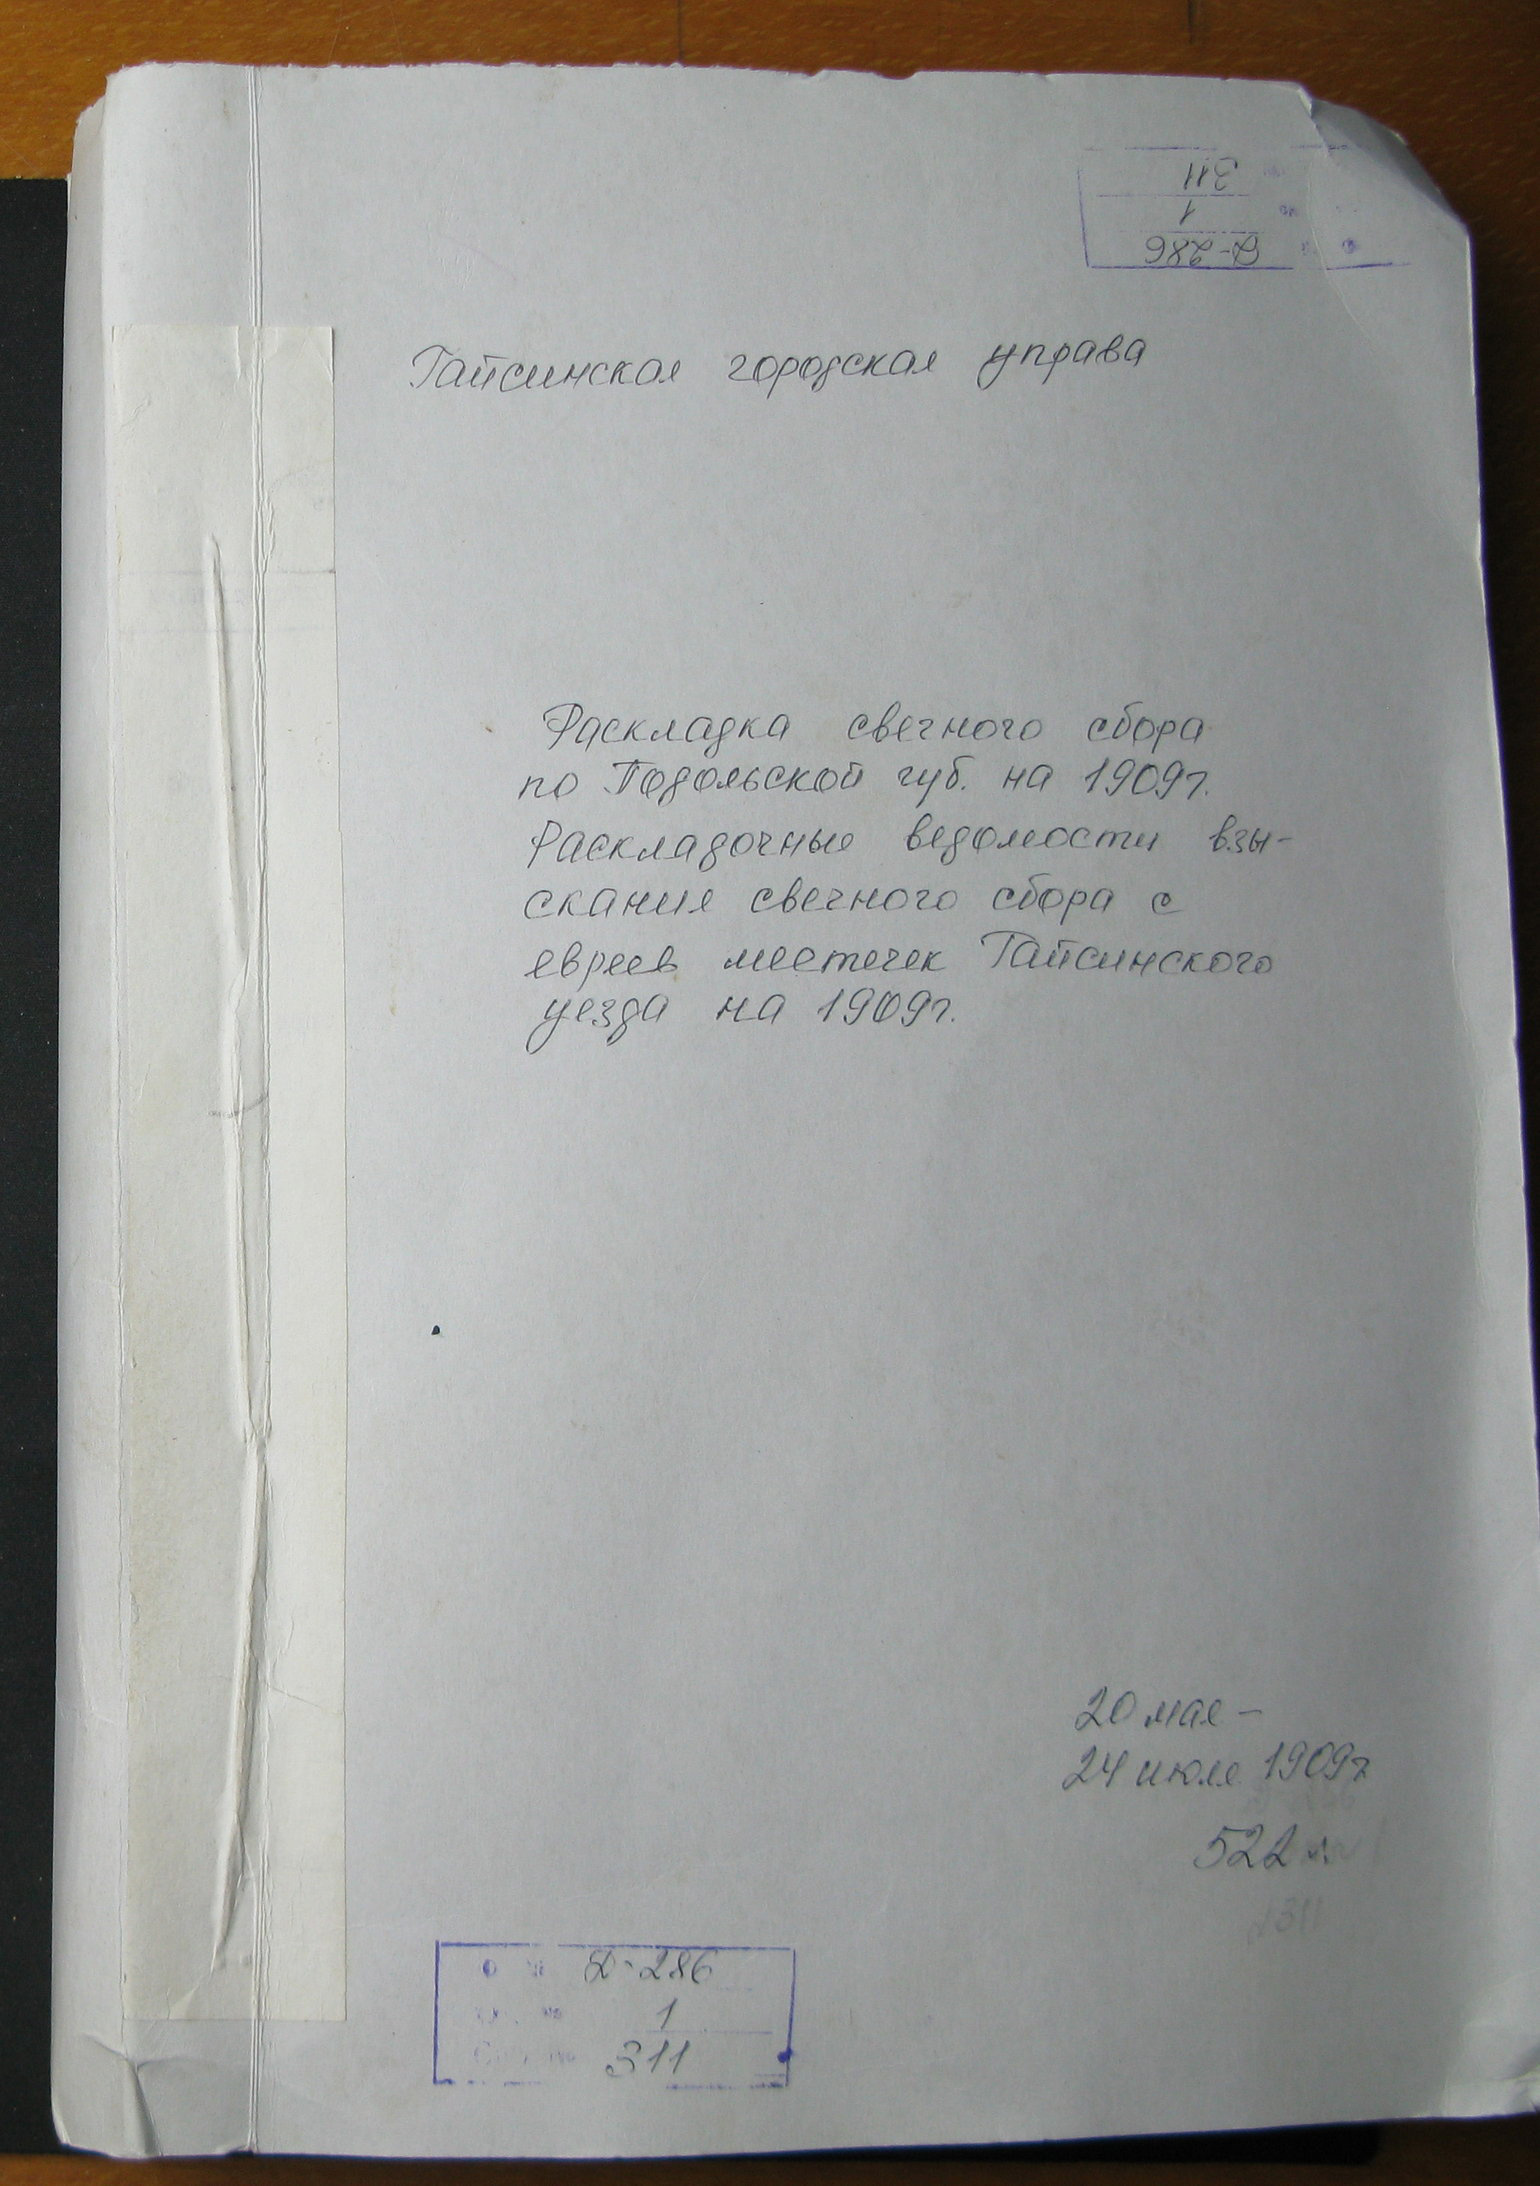 Д-286
1
311
Гайсинская городская управа
Раскладка свечного сбора
по Подольской губ. на 1909г.
Раскладочные ведомости взы-
скания свечного сбора с
евреев местечек Гайсинского
уезда на 1909г.
20 мая –
24 июля 1909г
522 л.
Д-286
1
311